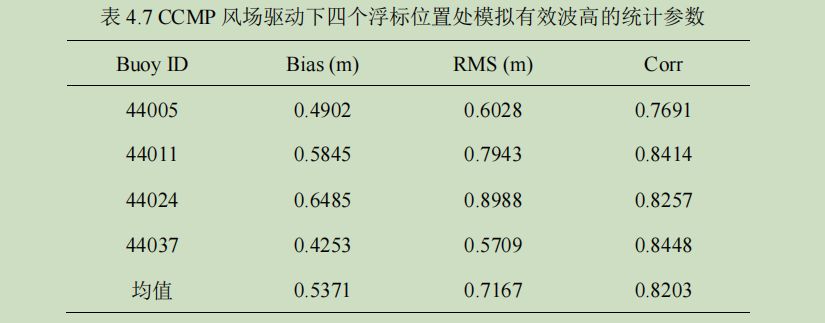 表 4.7 CCMP 风场驱动下四个浮标位置处模拟有效波高的统计参数
Buoy ID Bias (m) RMS (m) Corr
44005 0.4902 0.6028 0.7691
44011 0.5845 0.7943 0.8414
44024 0.6485 0.8988 0.8257
44037 0.4253 0.5709 0.8448
均值 0.5371 0.7167 0.8203